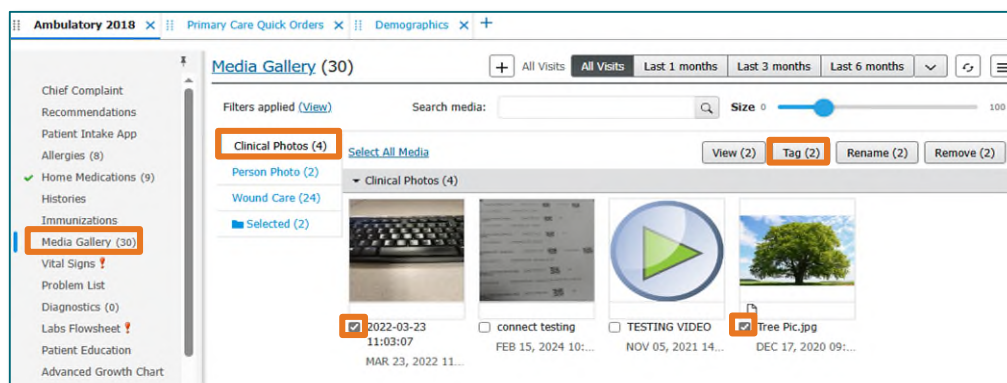 Ambulatory 2018 Primary Care Quick Orders Demographics
Media Gallery (30) All Visits All Visits Last 1 months Last 3 months Last 6 months
Chief Complaint
Recommendations
Patient Intake App
Allergies (8)
Home Medications (9)
Histories
Immunizations
Media Gallery (30)
Vital Signs
Problem List
Diagnostics (0)
Labs Flowsheet
Patient Education
Advanced Growth Chart
Filters applied (View) Search media: Size 0 100
Clinical Photos (4)
Person Photo (2)
Wound Care (24)
Selected (2)
Select All Media View (2) Tag (2) Rename (2) Remove (2)
Clinical Photos (4)
2022-03-23
11:03:07
MAR 23, 2022 11...
connect testing
FEB 15, 2024 10:...
TESTING VIDEO
NOV 05, 2021 14...
Tree Pic.jpg
DEC 17, 2020 09:...